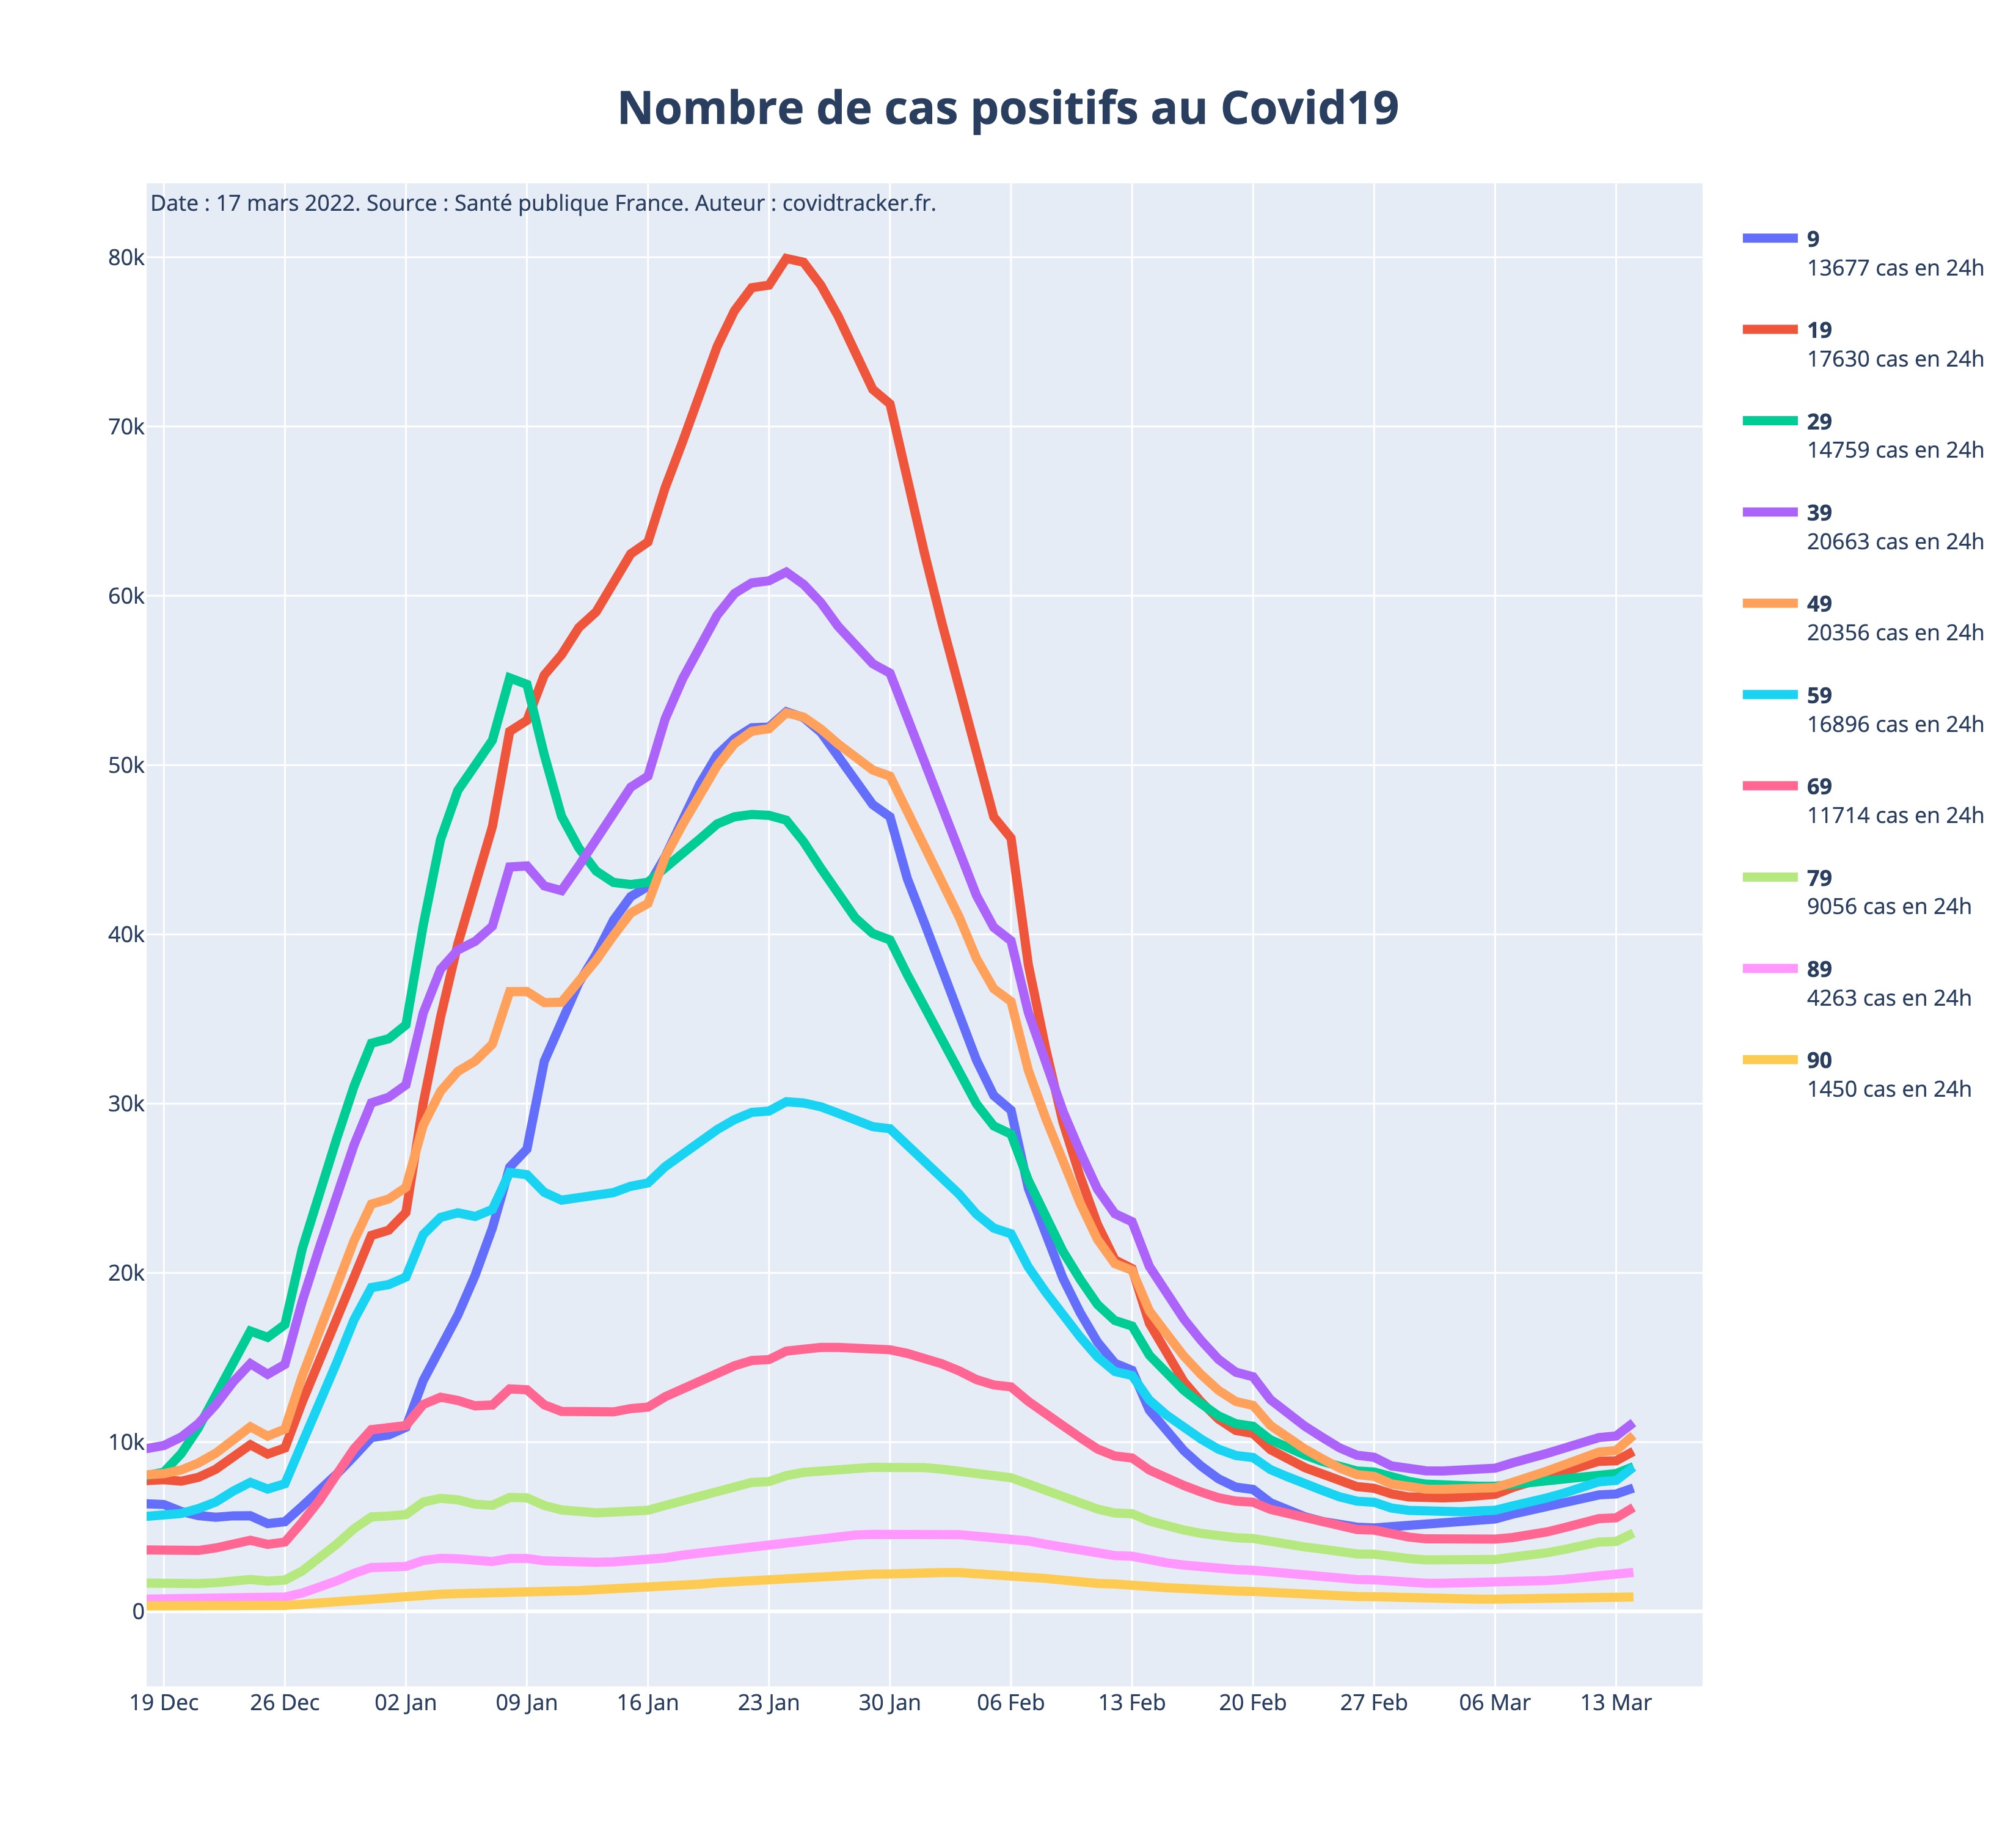 Nombre de cas positifs au Covid19
Date : 17 mars 2022. Source : Santé publique France. Auteur : covidtracker.fr.
80k
70k
60k
50k
40k
30k
20k
10k
0
19 Dec 26 Dec 02 Jan 09 Jan 16 Jan 23 Jan 30 Jan 06 Feb 13 Feb 20 Feb 27 Feb 06 Mar 13 Mar
9
13677 cas en 24h
19
17630 cas en 24h
29
14759 cas en 24h
39
20663 cas en 24h
49
20356 cas en 24h
59
16896 cas en 24h
69
11714 cas en 24h
79
9056 cas en 24h
89
4263 cas en 24h
90
1450 cas en 24h